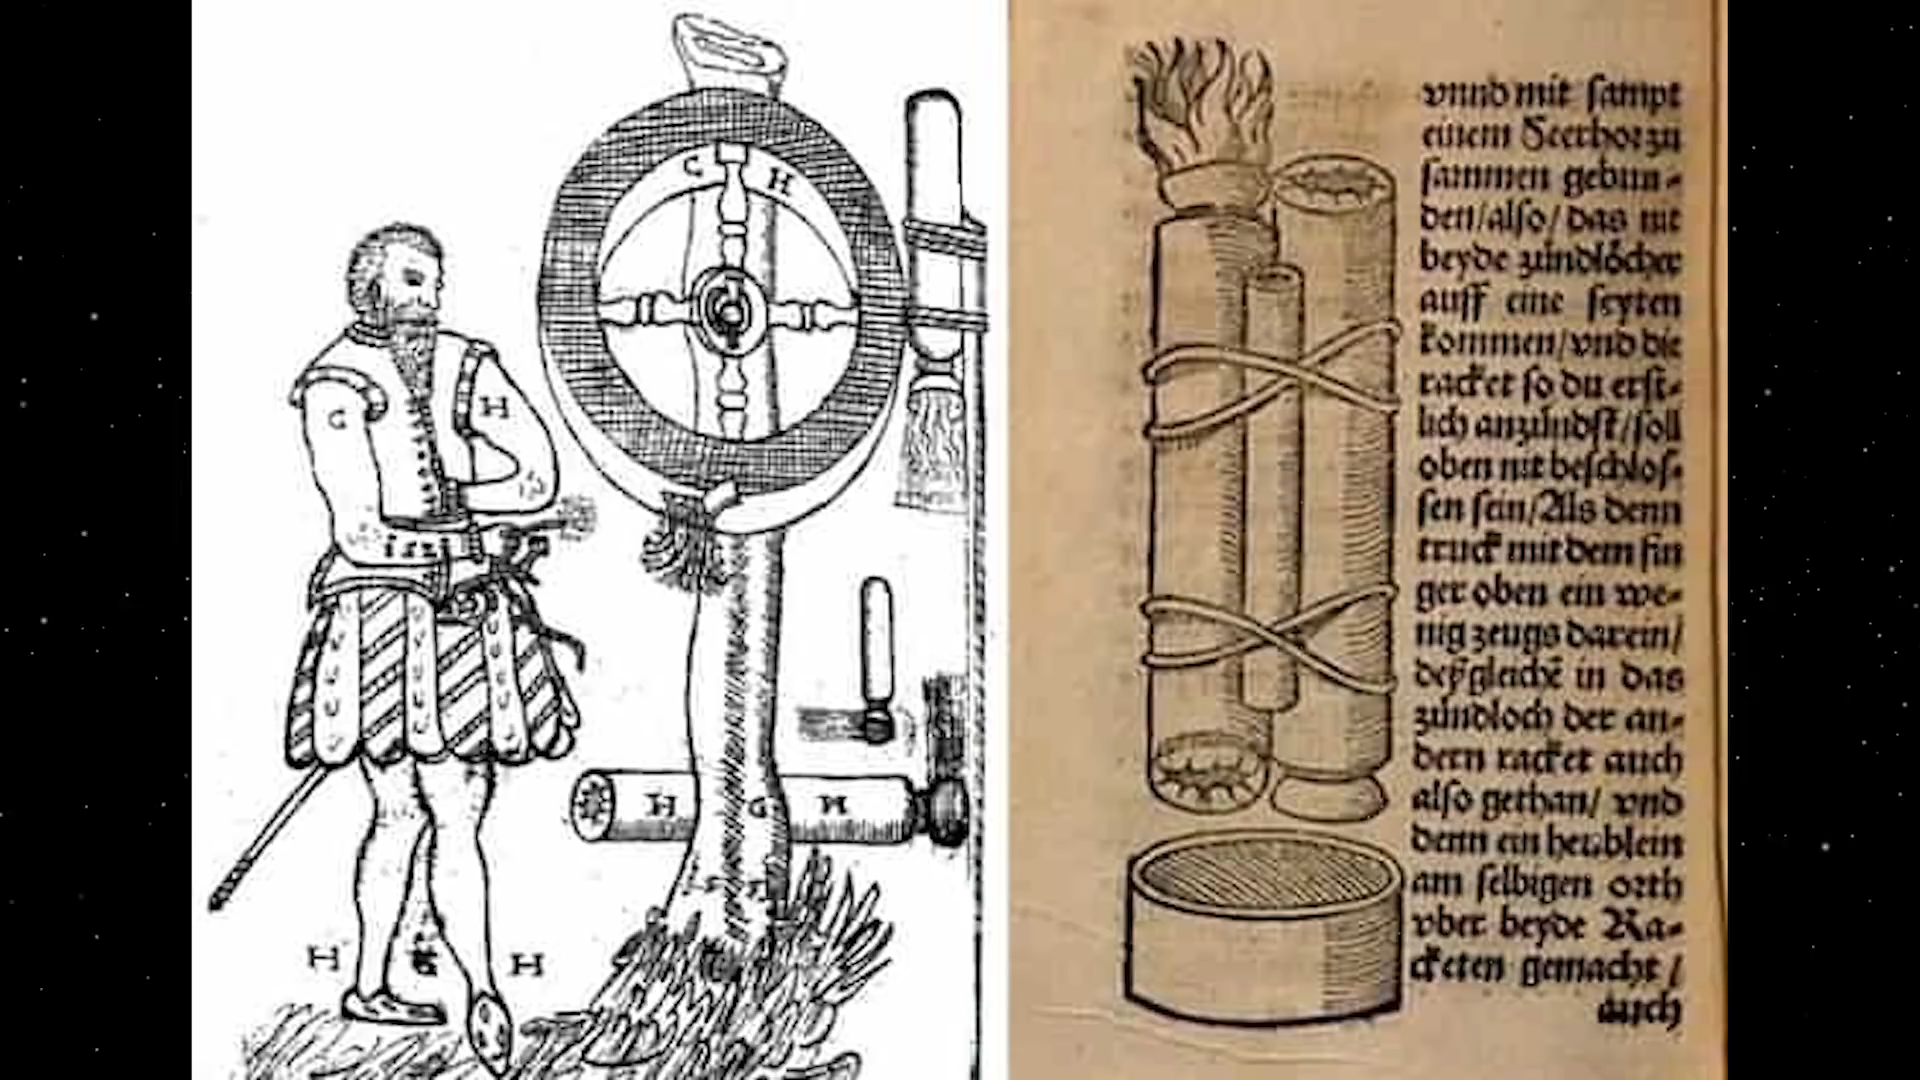 G H
G
H
H G H
H
H
vnnd mit sampt
einem Feerhor zu
sammen gebun-
den/also/ das nit
beyde zündlöcher
auff eine seyten
kommen/vnd die
racket so du erst-
lich anzündst/soll
oben nit beschlos-
sen sein/Als denn
truck mit dem fin
ger oben ein we-
nig zeugs darein/
deßgleichē in das
zündloch der an-
dern racket auch
also gethan/ vnd
denn ein heublein
am selbigen orth
vber beyde Ra-
cketen gemacht /
auch